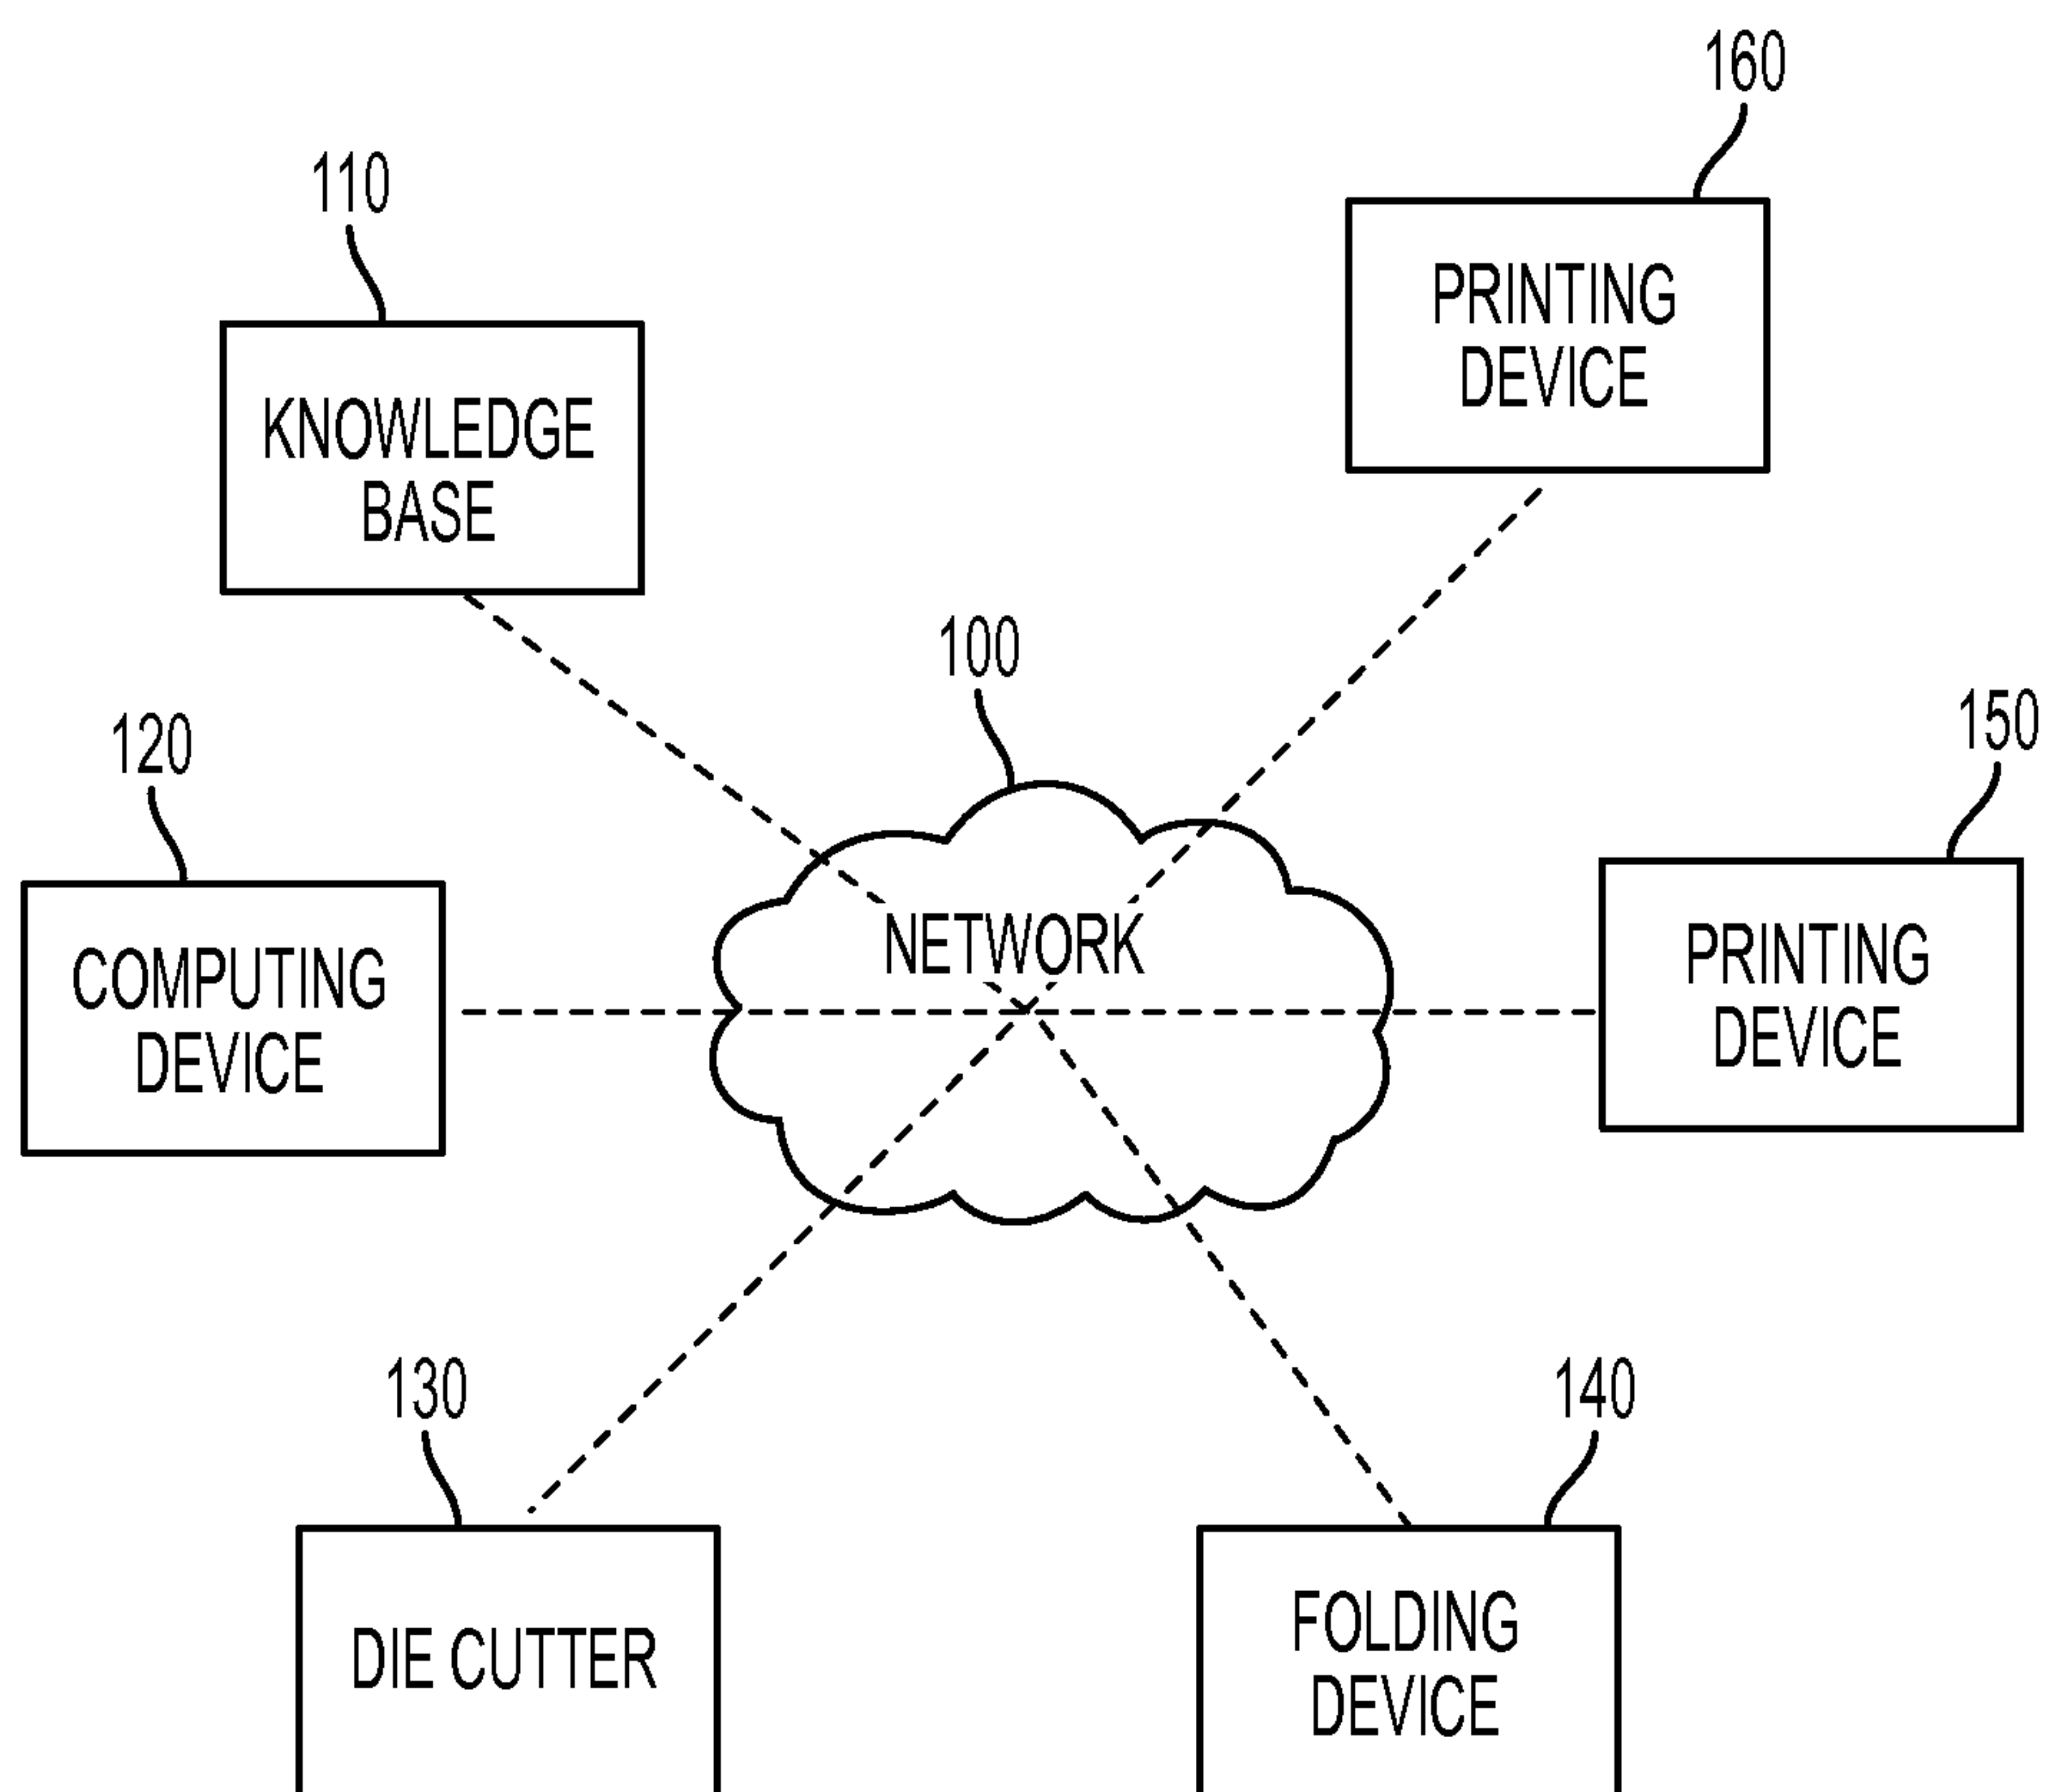 160
110
PRINTING
DEVICE
KNOWLEDGE
BASE
100
150
120
NETWORK
PRINTING
DEVICE
COMPUTING
DEVICE
130
140
DIE CUTTER
FOLDING
DEVICE